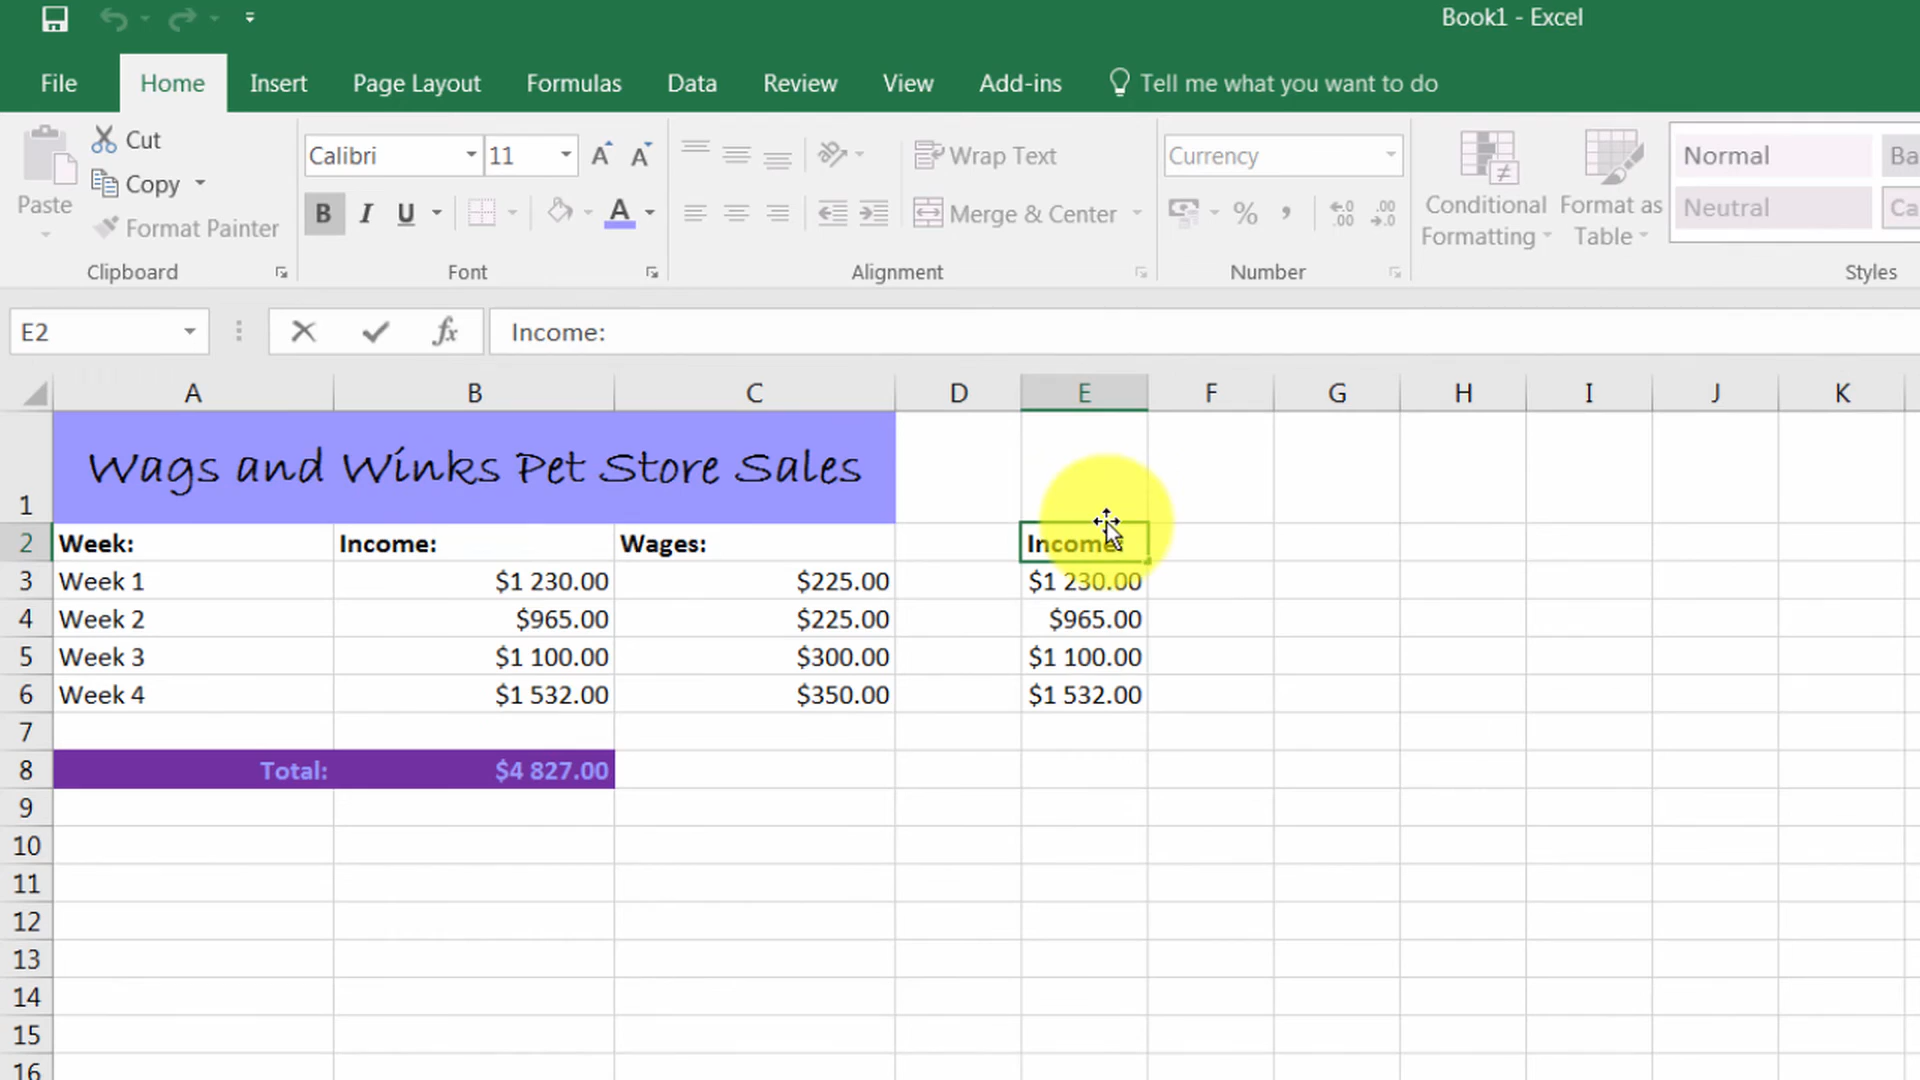 Book1 - Excel
File Home Insert Page Layout Formulas Data Review View Add-ins Tell me what you want to do
Paste
Cut
Copy
Format Painter
Clipboard
Calibri 11
B I U
Font
Wrap Text
Merge & Center
Alignment
Currency
Number
Conditional Formatting
Format as Table
Normal
Neutral
Styles
E2 fx Income:
A B C D E F G H I J K
1 Wags and Winks Pet Store Sales
2 Week: Income: Wages: Income:
3 Week 1 $1 230.00 $225.00 $1 230.00
4 Week 2 $965.00 $225.00 $965.00
5 Week 3 $1 100.00 $300.00 $1 100.00
6 Week 4 $1 532.00 $350.00 $1 532.00
7
8 Total: $4 827.00
9
10
11
12
13
14
15
16